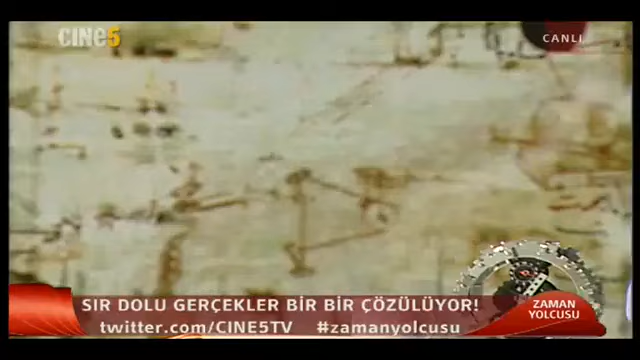 CINE5
CANLI
SIR DOLU GERÇEKLER BİR BİR ÇÖZÜLÜYOR!
twitter.com/CINE5TV #zamanyolcusu
ZAMAN
YOLCUSU